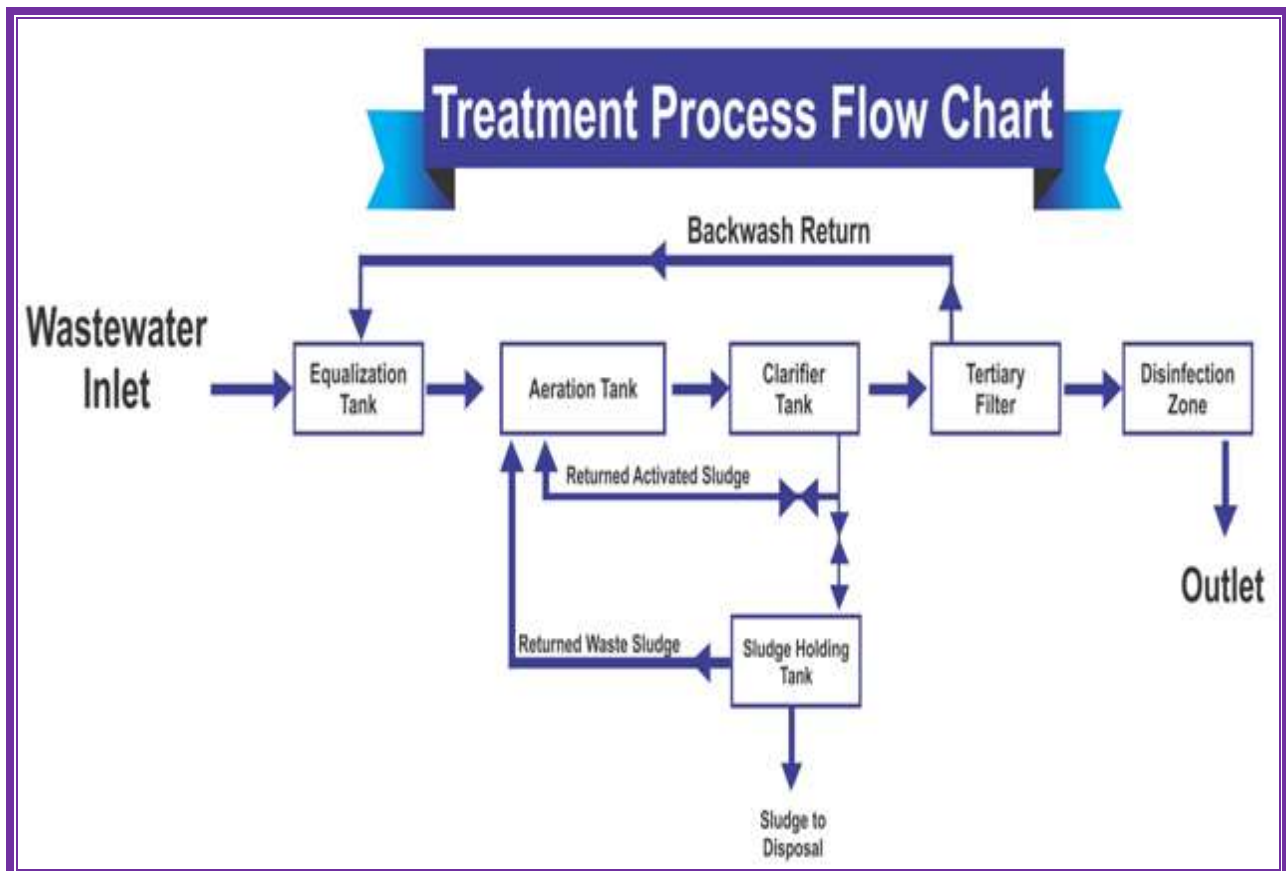 Treatment Process Flow Chart
Backwash Return
Wastewater
Inlet
Equalization
Tank
Aeration Tank
Clarifier
Tank
Tertiary
Filter
Disinfection
Zone
Returned Activated Sludge
Outlet
Returned Waste Sludge
Sludge Holding
Tank
Sludge to
Disposal